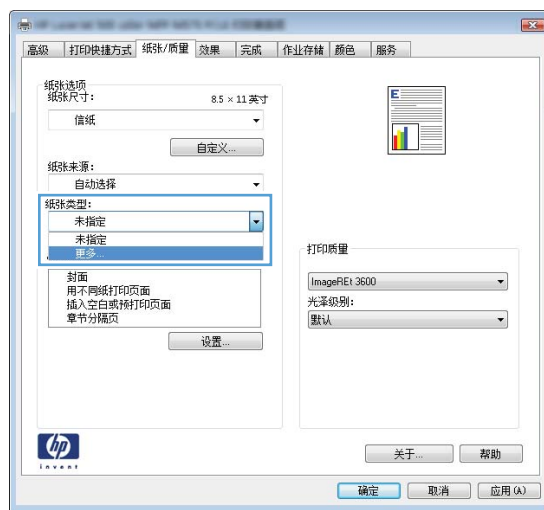 高级 打印快捷方式 纸张/质量 效果 完成 作业存储 颜色 服务
纸张选项
纸张尺寸: 8.5 × 11 英寸
信纸
自定义...
纸张来源:
自动选择
纸张类型:
未指定
未指定
更多...
封面
用不同纸打印页面
插入空白或预打印页面
章节分隔页
设置...
E
打印质量
ImageREt 3600
光泽级别:
默认
hp
invent
关于... 帮助
确定 取消 应用(A)